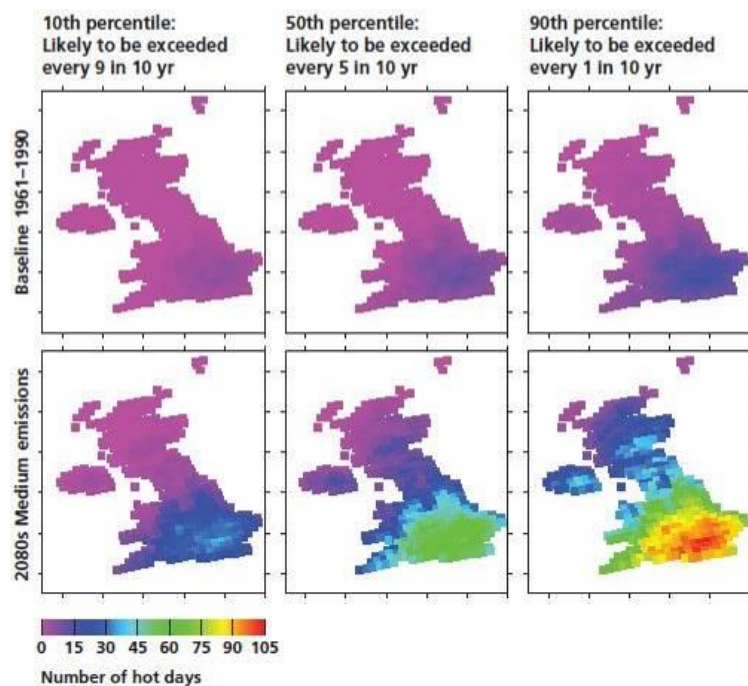 10th percentile:
Likely to be exceeded
every 9 in 10 yr
50th percentile:
Likely to be exceeded
every 5 in 10 yr
90th percentile:
Likely to be exceeded
every 1 in 10 yr
Baseline 1961–1990
2080s Medium emissions
0 15 30 45 60 75 90 105
Number of hot days